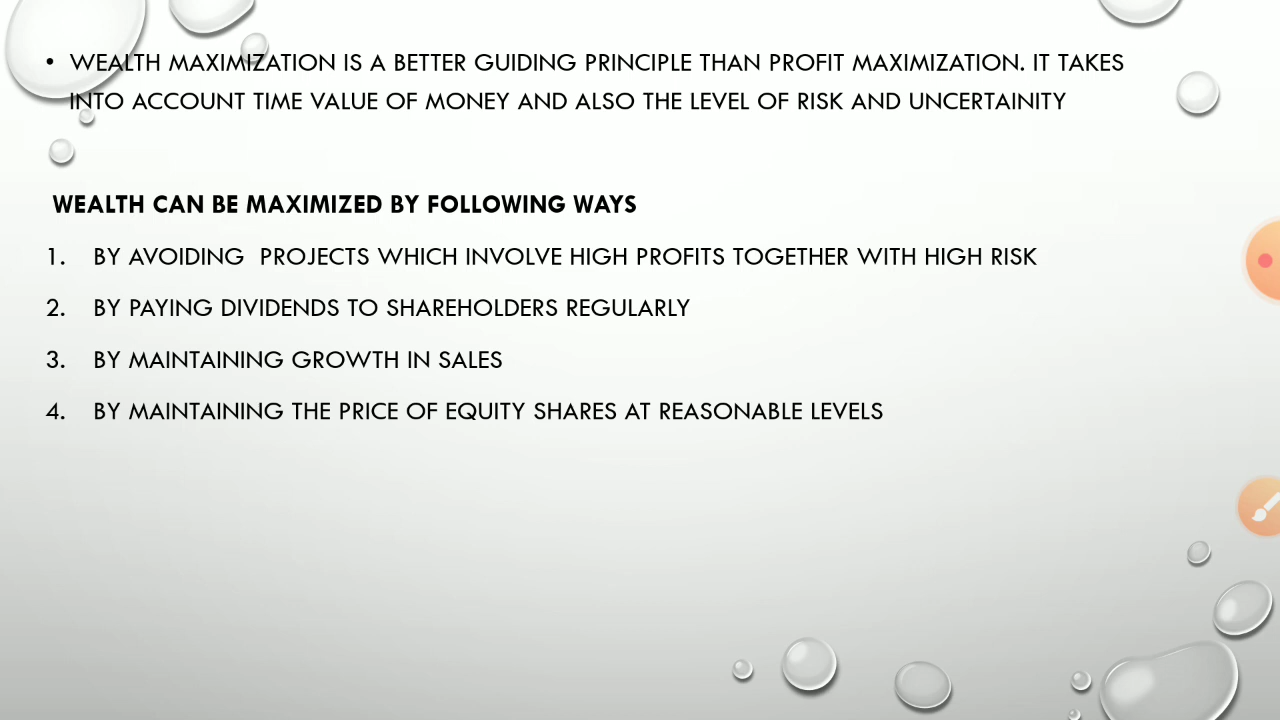 • WEALTH MAXIMIZATION IS A BETTER GUIDING PRINCIPLE THAN PROFIT MAXIMIZATION. IT TAKES
INTO ACCOUNT TIME VALUE OF MONEY AND ALSO THE LEVEL OF RISK AND UNCERTAINITY
WEALTH CAN BE MAXIMIZED BY FOLLOWING WAYS
1. BY AVOIDING PROJECTS WHICH INVOLVE HIGH PROFITS TOGETHER WITH HIGH RISK
2. BY PAYING DIVIDENDS TO SHAREHOLDERS REGULARLY
3. BY MAINTAINING GROWTH IN SALES
4. BY MAINTAINING THE PRICE OF EQUITY SHARES AT REASONABLE LEVELS